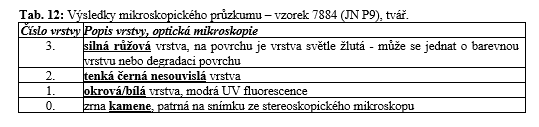 Tab. 12: Výsledky mikroskopického průzkumu – vzorek 7884 (JN P9), tvář.
Číslo vrstvy Popis vrstvy, optická mikroskopie
3. silná růžová vrstva, na povrchu je vrstva světle žlutá - může se jednat o barevnou
vrstvu nebo degradaci povrchu
2. tenká černá nesouvislá vrstva
1. okrová/bílá vrstva, modrá UV fluorescence
0. zrna kamene, patrná na snímku ze stereoskopického mikroskopu